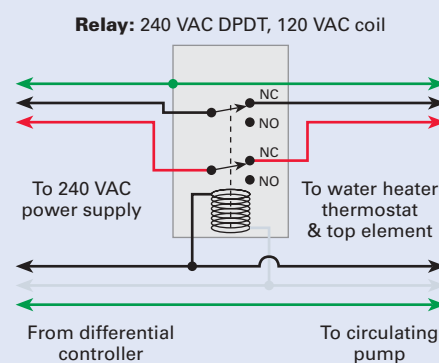 Relay: 240 VAC DPDT, 120 VAC coil
NC
NO
NC
NO
To 240 VAC
power supply
To water heater
thermostat
& top element
From differential
controller
To circulating
pump